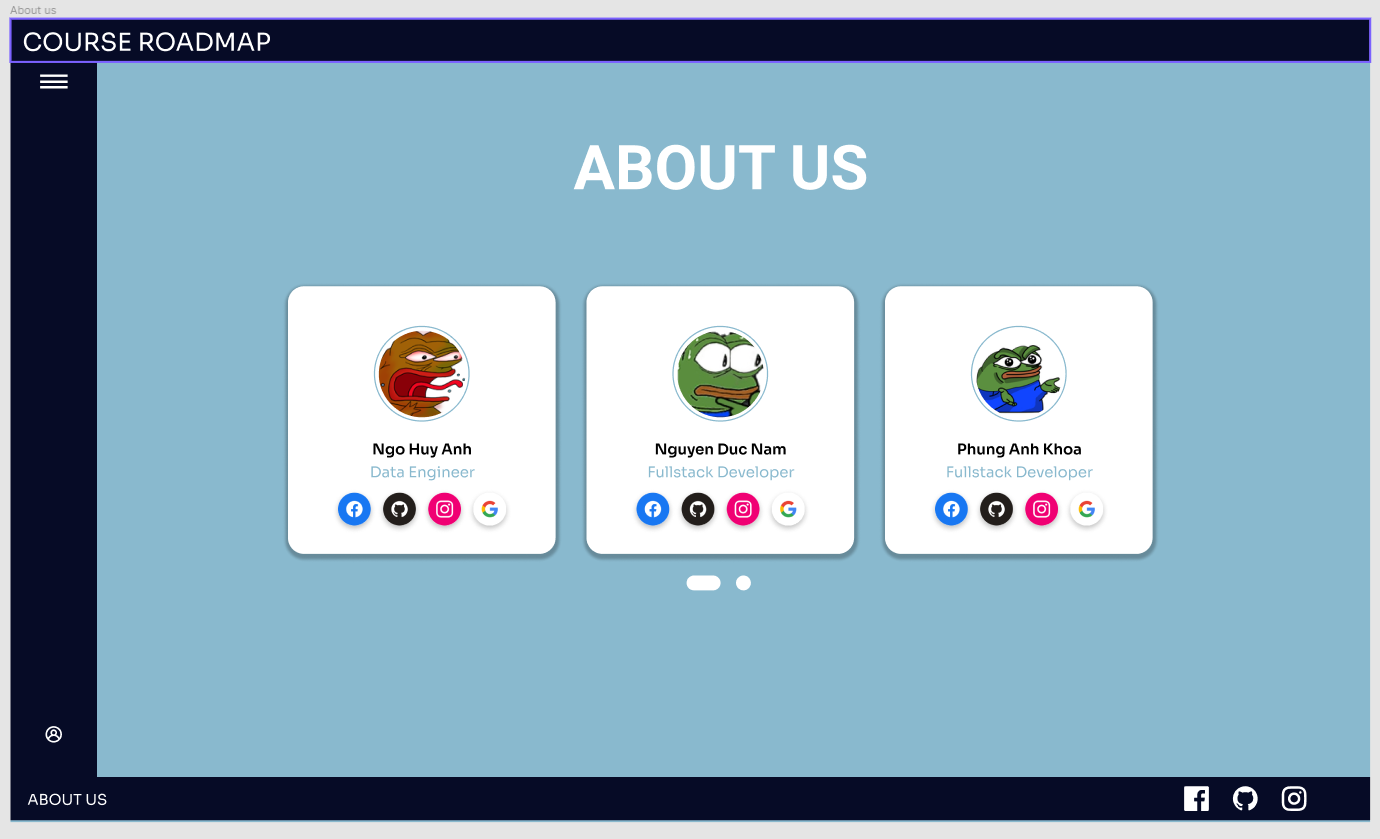 About us
COURSE ROADMAP
ABOUT US
Ngo Huy Anh
Data Engineer
Nguyen Duc Nam
Fullstack Developer
Phung Anh Khoa
Fullstack Developer
ABOUT US